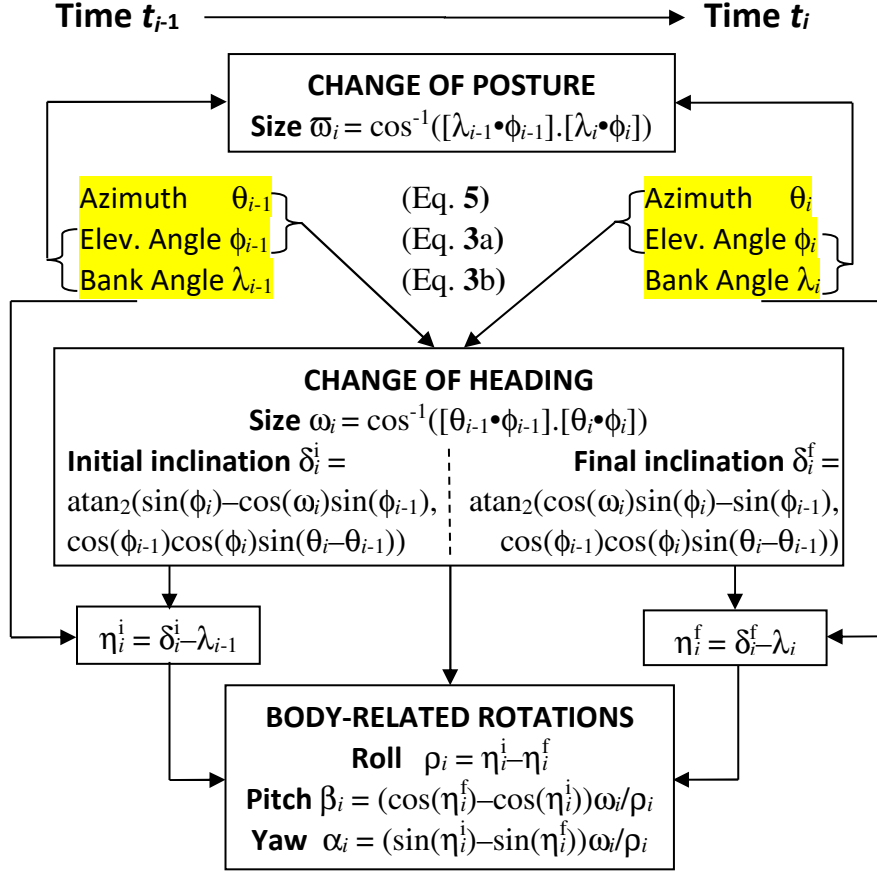 Time tᵢ₋₁ Time tᵢ
CHANGE OF POSTURE
Size ϖᵢ = cos⁻¹([λᵢ₋₁•ϕᵢ₋₁].[λᵢ•ϕᵢ])
Azimuth θᵢ₋₁ (Eq. 5) Azimuth θᵢ
Elev. Angle ϕᵢ₋₁ (Eq. 3a) Elev. Angle ϕᵢ
Bank Angle λᵢ₋₁ (Eq. 3b) Bank Angle λᵢ
CHANGE OF HEADING
Size ωᵢ = cos⁻¹([θᵢ₋₁•ϕᵢ₋₁].[θᵢ•ϕᵢ])
Initial inclination δᵢⁱ =
atan₂(sin(ϕᵢ)–cos(ωᵢ)sin(ϕᵢ₋₁),
cos(ϕᵢ₋₁)cos(ϕᵢ)sin(θᵢ–θᵢ₋₁))
Final inclination δᵢᶠ =
atan₂(cos(ωᵢ)sin(ϕᵢ)–sin(ϕᵢ₋₁),
cos(ϕᵢ₋₁)cos(ϕᵢ)sin(θᵢ–θᵢ₋₁))
ηᵢⁱ = δᵢⁱ–λᵢ₋₁
ηᵢᶠ = δᵢᶠ–λᵢ
BODY-RELATED ROTATIONS
Roll ρᵢ = ηᵢⁱ–ηᵢᶠ
Pitch βᵢ = (cos(ηᵢᶠ)–cos(ηᵢⁱ))ωᵢ/ρᵢ
Yaw αᵢ = (sin(ηᵢⁱ)–sin(ηᵢᶠ))ωᵢ/ρᵢ